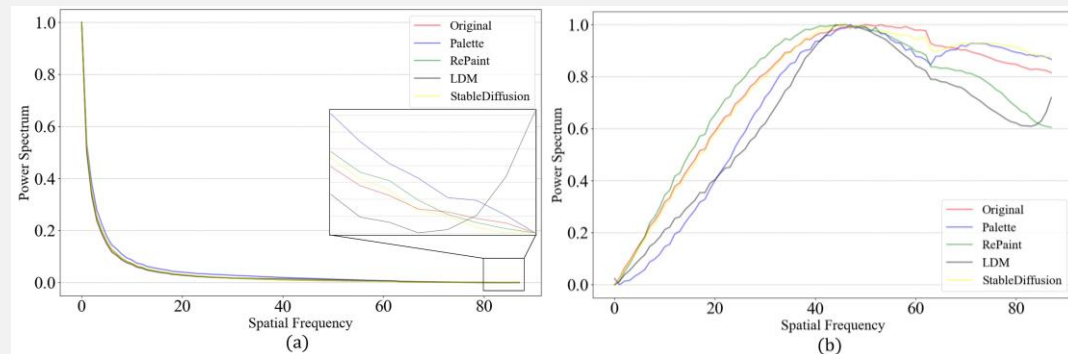 1.0
0.8
0.6
0.4
0.2
0.0
Power Spectrum
Original
Palette
RePaint
LDM
StableDiffusion
0 20 40 60 80
Spatial Frequency
(a)
1.0
0.8
0.6
0.4
0.2
0.0
Power Spectrum
Original
Palette
RePaint
LDM
StableDiffusion
0 20 40 60 80
Spatial Frequency
(b)